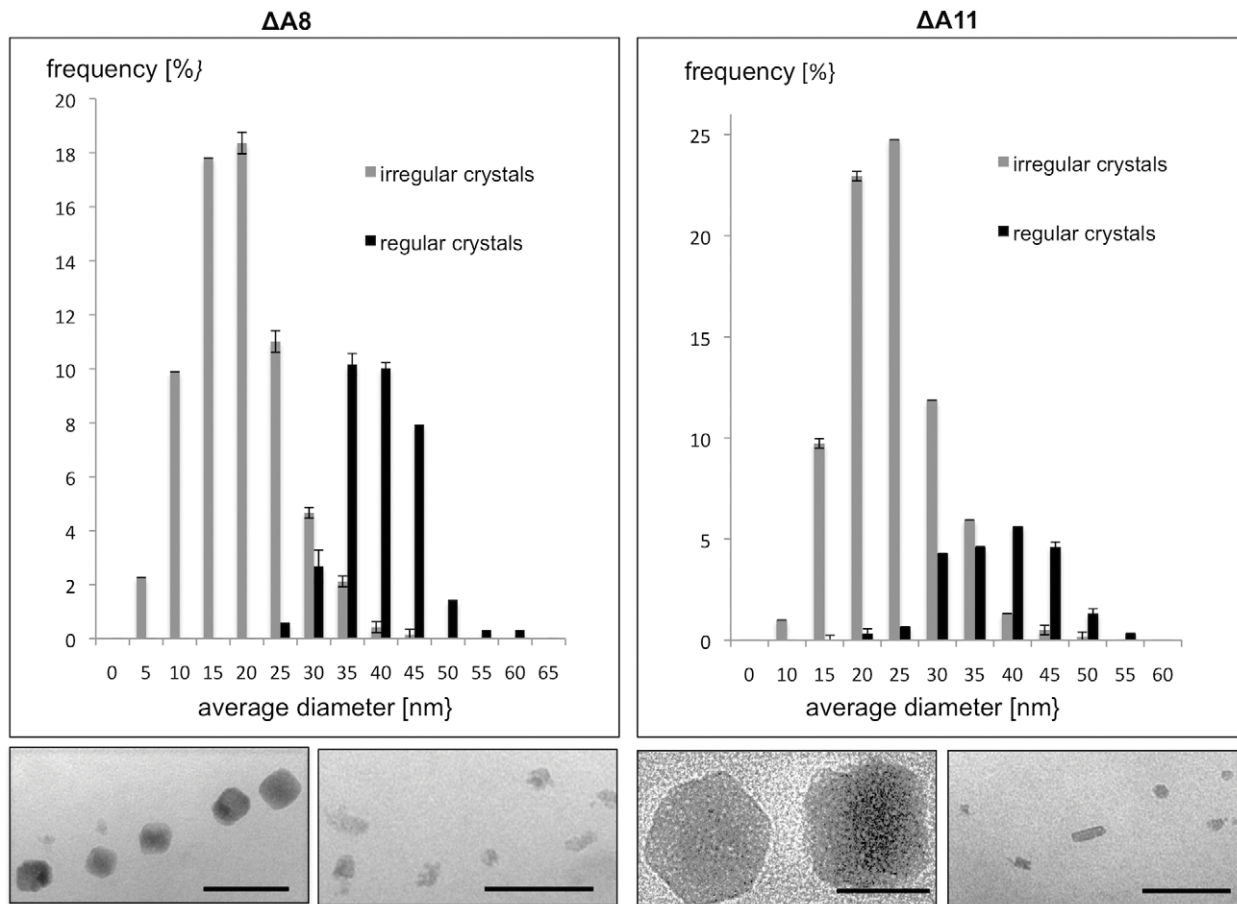 ΔA8
frequency [%}
20
18
16
14
12
10
8
6
4
2
0
irregular crystals
regular crystals
0 5 10 15 20 25 30 35 40 45 50 55 60 65
average diameter [nm}
ΔA11
frequency [%}
25
20
15
10
5
0
irregular crystals
regular crystals
0 10 15 20 25 30 35 40 45 50 55 60
average diameter [nm}